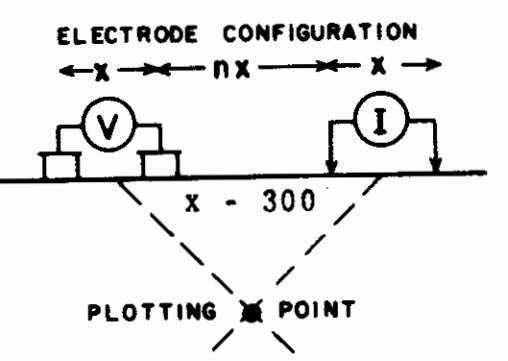 ELECTRODE CONFIGURATION
x nx x
V I
x - 300
PLOTTING POINT